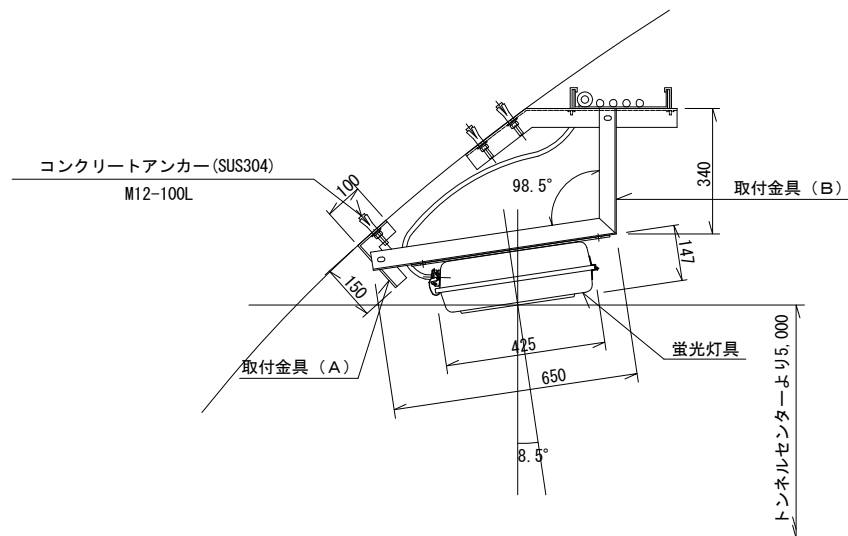 コンクリートアンカー(SUS304)
M12-100L
100
150
取付金具（A）
98.5°
340
取付金具（B）
147
425
650
蛍光灯具
8.5°
トンネルセンターより5,000